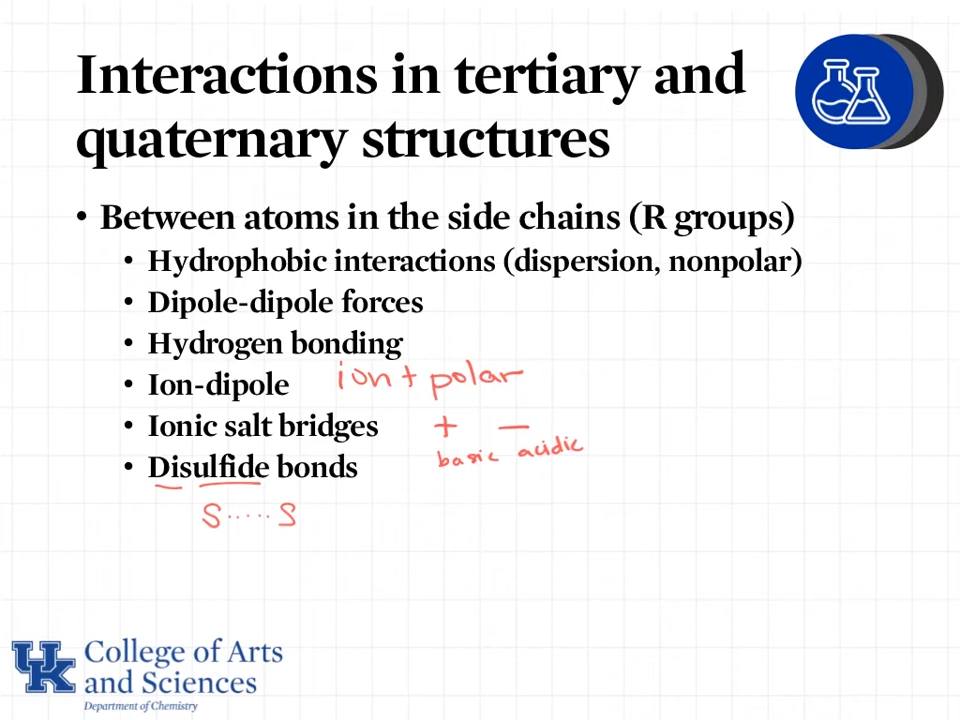 Interactions in tertiary and
quaternary structures
• Between atoms in the side chains (R groups)
• Hydrophobic interactions (dispersion, nonpolar)
• Dipole-dipole forces
• Hydrogen bonding
• Ion-dipole ion + polar
• Ionic salt bridges + −
basic acidic
• Disulfide bonds
S.....S
UK College of Arts
and Sciences
Department of Chemistry